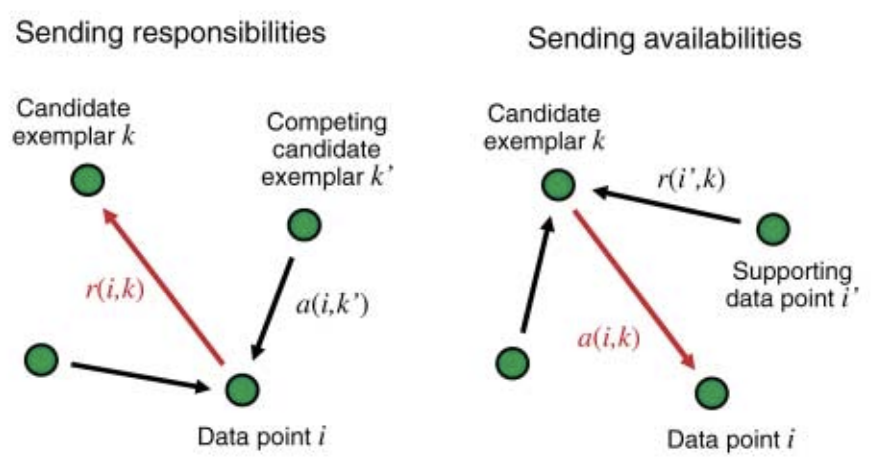 Sending responsibilities
Candidate
exemplar k
Competing
candidate
exemplar k’
r(i,k)
a(i,k’)
Data point i
Sending availabilities
Candidate
exemplar k
r(i’,k)
Supporting
data point i’
a(i,k)
Data point i